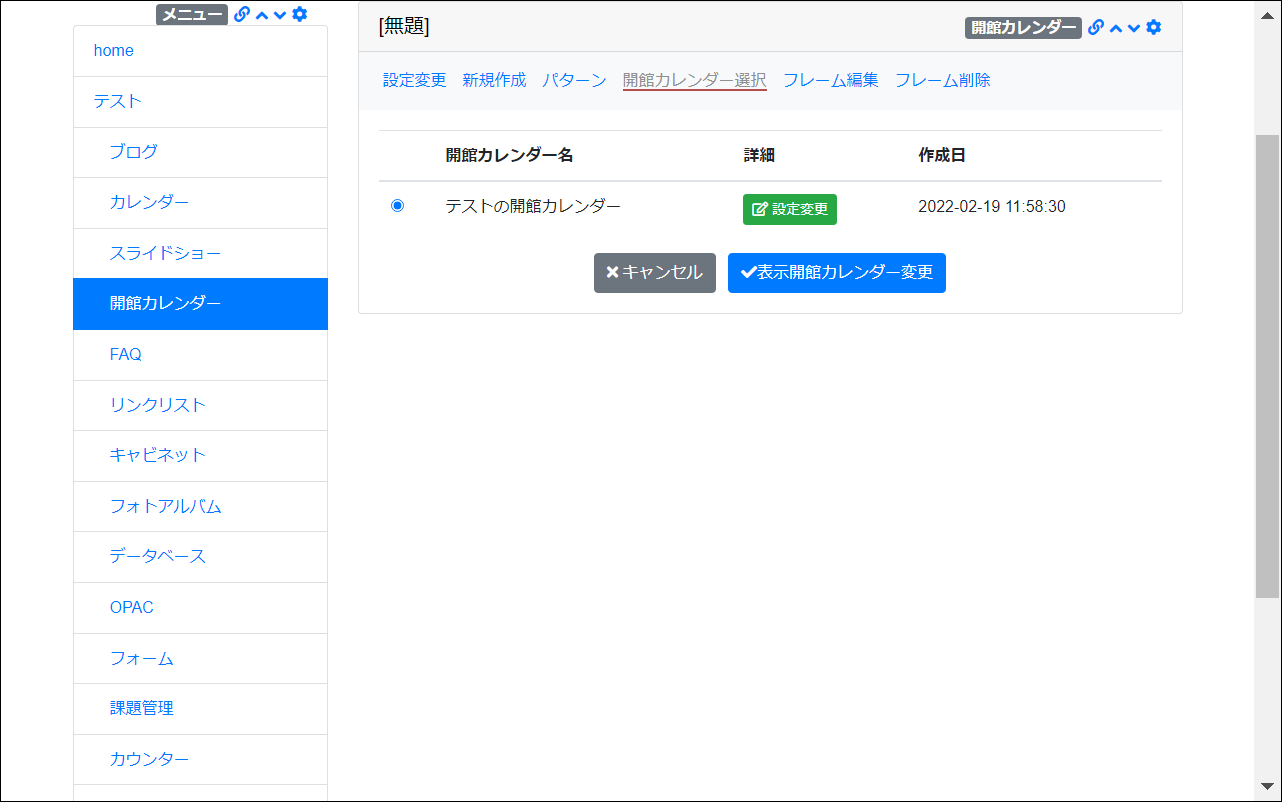 メニュー
home
テスト
ブログ
カレンダー
スライドショー
開館カレンダー
FAQ
リンクリスト
キャビネット
フォトアルバム
データベース
OPAC
フォーム
課題管理
カウンター
[無題] 開館カレンダー
設定変更 新規作成 パターン 開館カレンダー選択 フレーム編集 フレーム削除
開館カレンダー名 詳細 作成日
テストの開館カレンダー 設定変更 2022-02-19 11:58:30
キャンセル 表示開館カレンダー変更